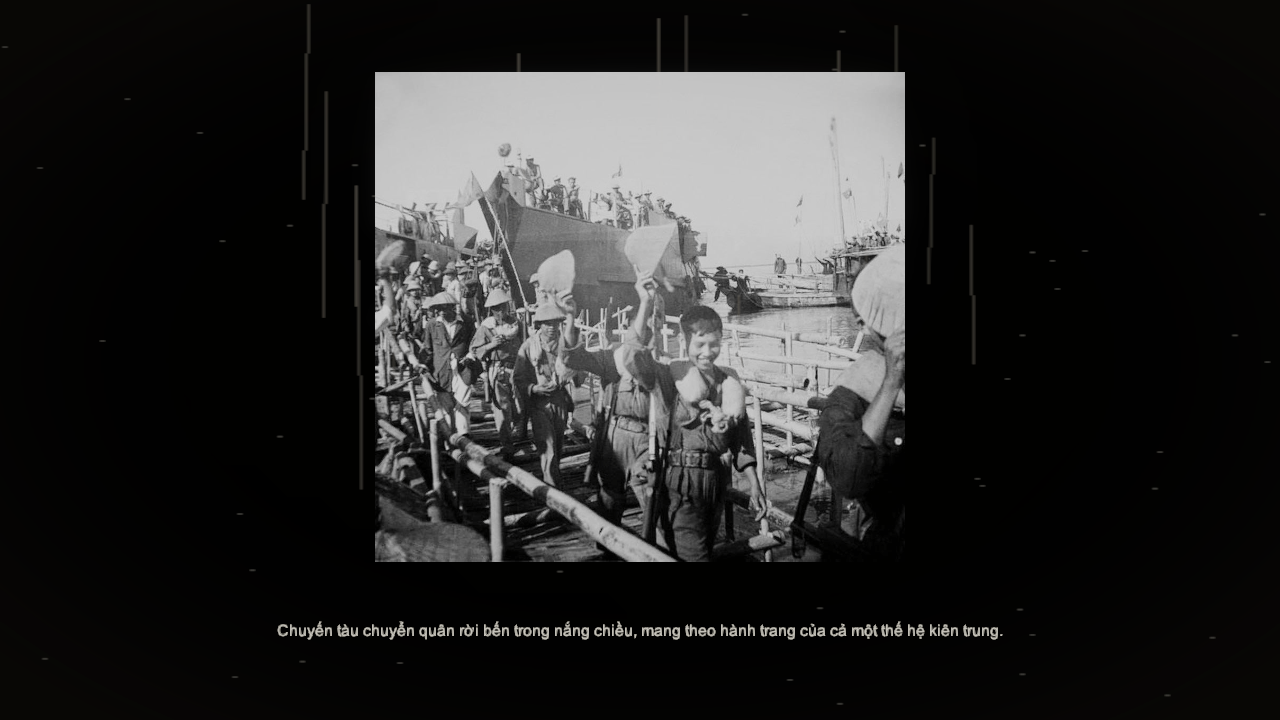 Chuyến tàu chuyển quân rời bến trong nắng chiều, mang theo hành trang của cả một thế hệ kiên trung.